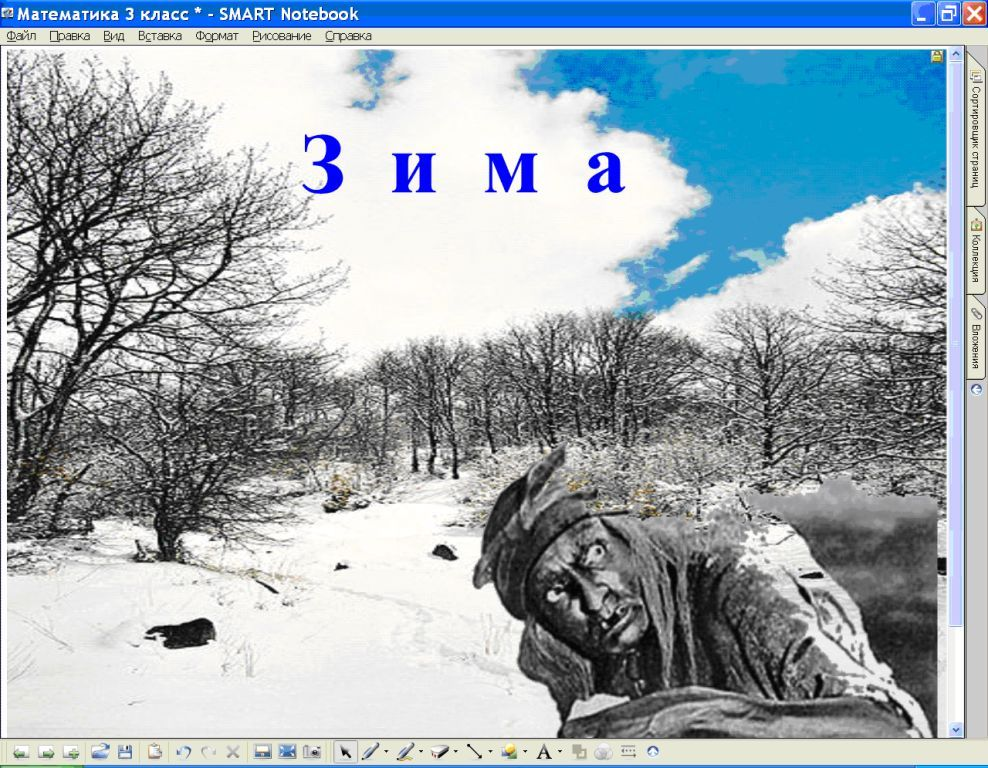 Математика 3 класс * - SMART Notebook
Файл Правка Вид Вставка Формат Рисование Справка
З и м а
Сортировщик страниц
Коллекция
Вложения
A